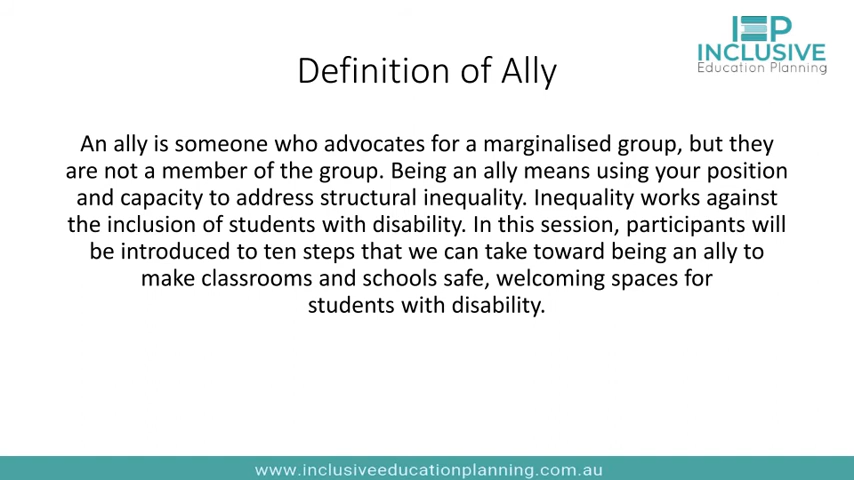 IEP
INCLUSIVE
Education Planning
Definition of Ally
An ally is someone who advocates for a marginalised group, but they
are not a member of the group. Being an ally means using your position
and capacity to address structural inequality. Inequality works against
the inclusion of students with disability. In this session, participants will
be introduced to ten steps that we can take toward being an ally to
make classrooms and schools safe, welcoming spaces for
students with disability.
www.inclusiveeducationplanning.com.au